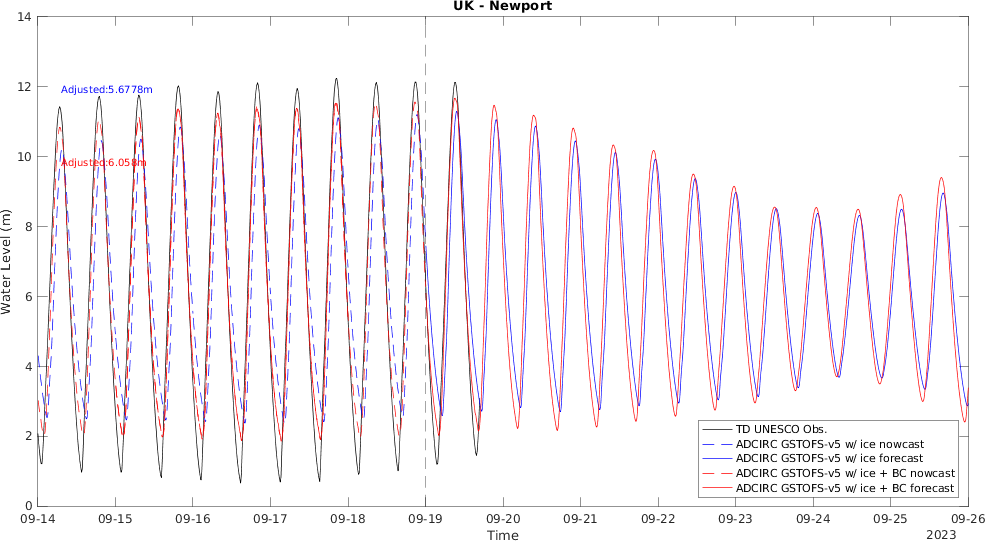 UK - Newport
14
12
10
8
6
4
2
0
Water Level (m)
Adjusted:5.6778m
Adjusted:6.058m
TD UNESCO Obs.
ADCIRC GSTOFS-v5 w/ ice nowcast
ADCIRC GSTOFS-v5 w/ ice forecast
ADCIRC GSTOFS-v5 w/ ice + BC nowcast
ADCIRC GSTOFS-v5 w/ ice + BC forecast
09-14 09-15 09-16 09-17 09-18 09-19 09-20 09-21 09-22 09-23 09-24 09-25 09-26
Time
2023